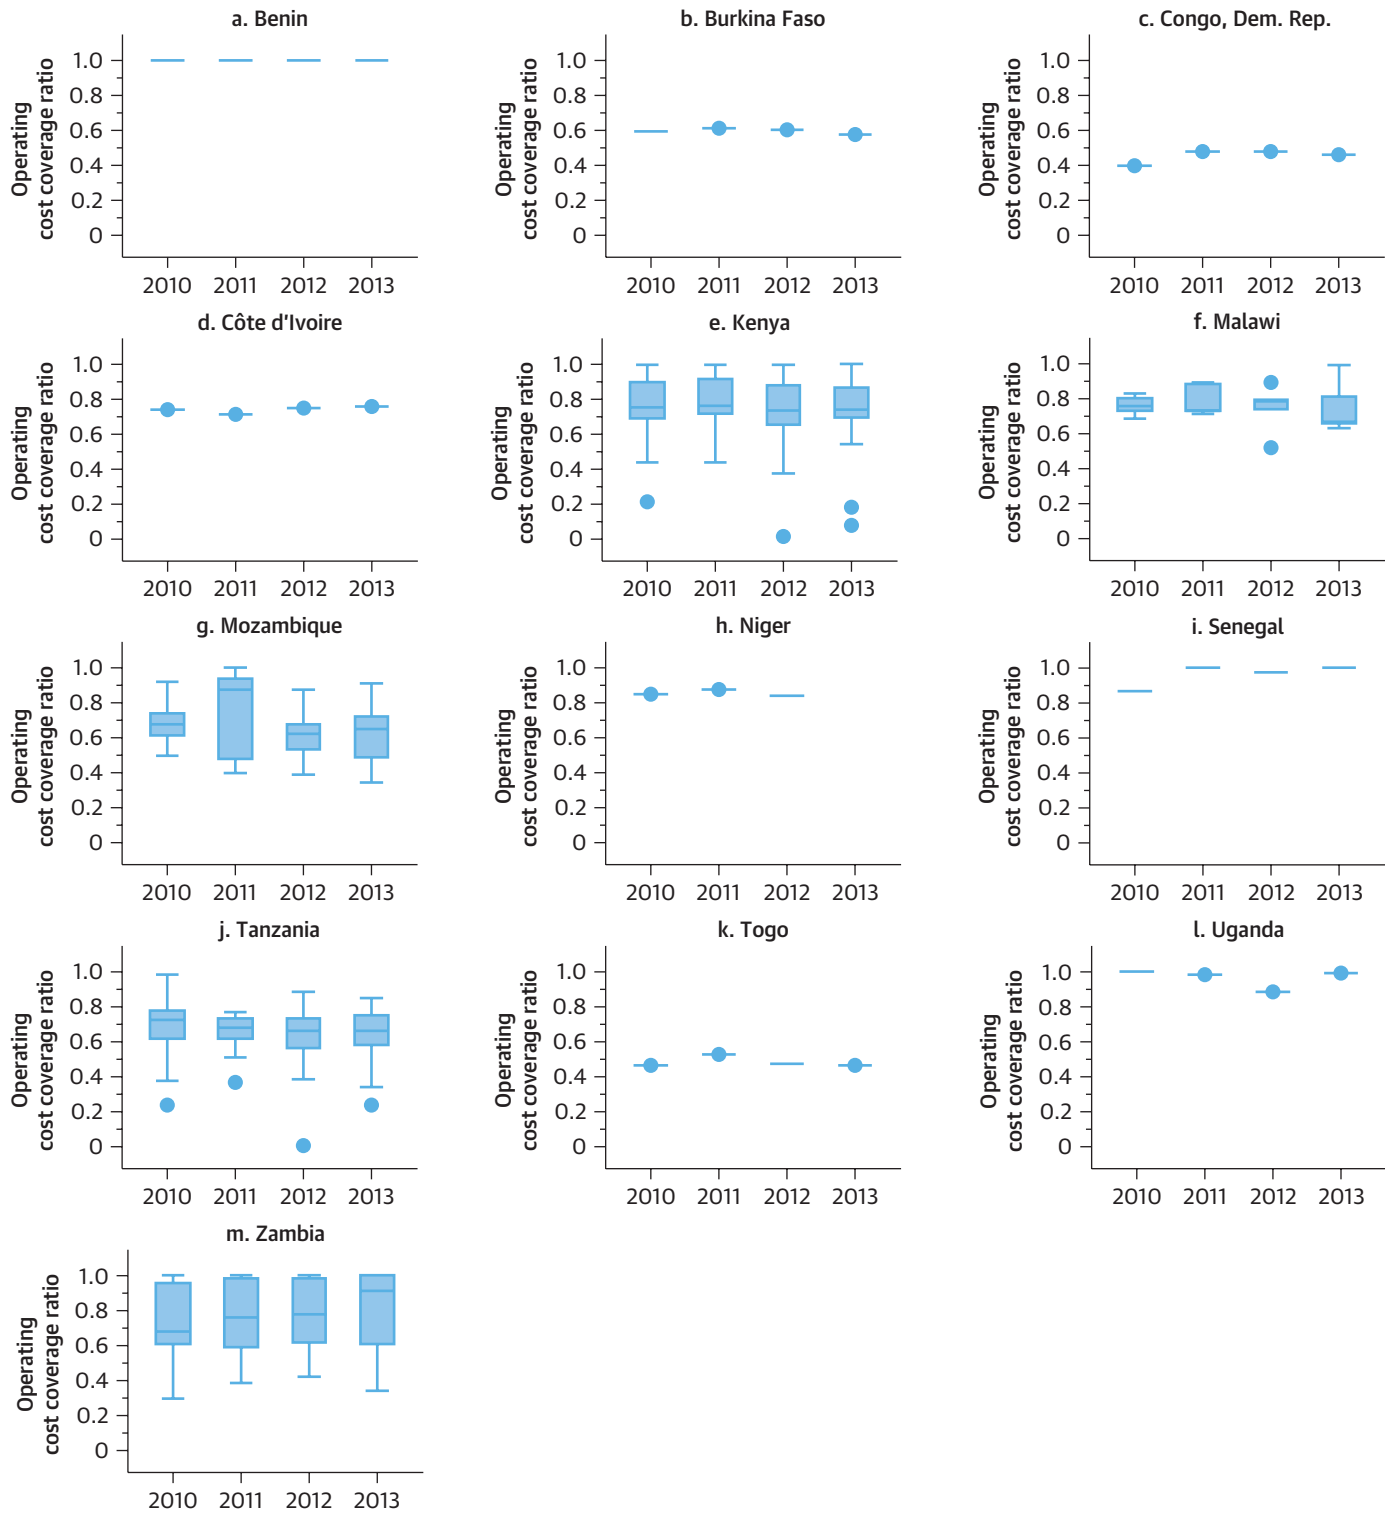 a. Benin
Operating
cost coverage ratio
1.0
0.8
0.6
0.4
0.2
0
2010 2011 2012 2013
b. Burkina Faso
Operating
cost coverage ratio
1.0
0.8
0.6
0.4
0.2
0
2010 2011 2012 2013
c. Congo, Dem. Rep.
Operating
cost coverage ratio
1.0
0.8
0.6
0.4
0.2
0
2010 2011 2012 2013
d. Côte d'Ivoire
Operating
cost coverage ratio
1.0
0.8
0.6
0.4
0.2
0
2010 2011 2012 2013
e. Kenya
Operating
cost coverage ratio
1.0
0.8
0.6
0.4
0.2
0
2010 2011 2012 2013
f. Malawi
Operating
cost coverage ratio
1.0
0.8
0.6
0.4
0.2
0
2010 2011 2012 2013
g. Mozambique
Operating
cost coverage ratio
1.0
0.8
0.6
0.4
0.2
0
2010 2011 2012 2013
h. Niger
Operating
cost coverage ratio
1.0
0.8
0.6
0.4
0.2
0
2010 2011 2012 2013
i. Senegal
Operating
cost coverage ratio
1.0
0.8
0.6
0.4
0.2
0
2010 2011 2012 2013
j. Tanzania
Operating
cost coverage ratio
1.0
0.8
0.6
0.4
0.2
0
2010 2011 2012 2013
k. Togo
Operating
cost coverage ratio
1.0
0.8
0.6
0.4
0.2
0
2010 2011 2012 2013
l. Uganda
Operating
cost coverage ratio
1.0
0.8
0.6
0.4
0.2
0
2010 2011 2012 2013
m. Zambia
Operating
cost coverage ratio
1.0
0.8
0.6
0.4
0.2
0
2010 2011 2012 2013